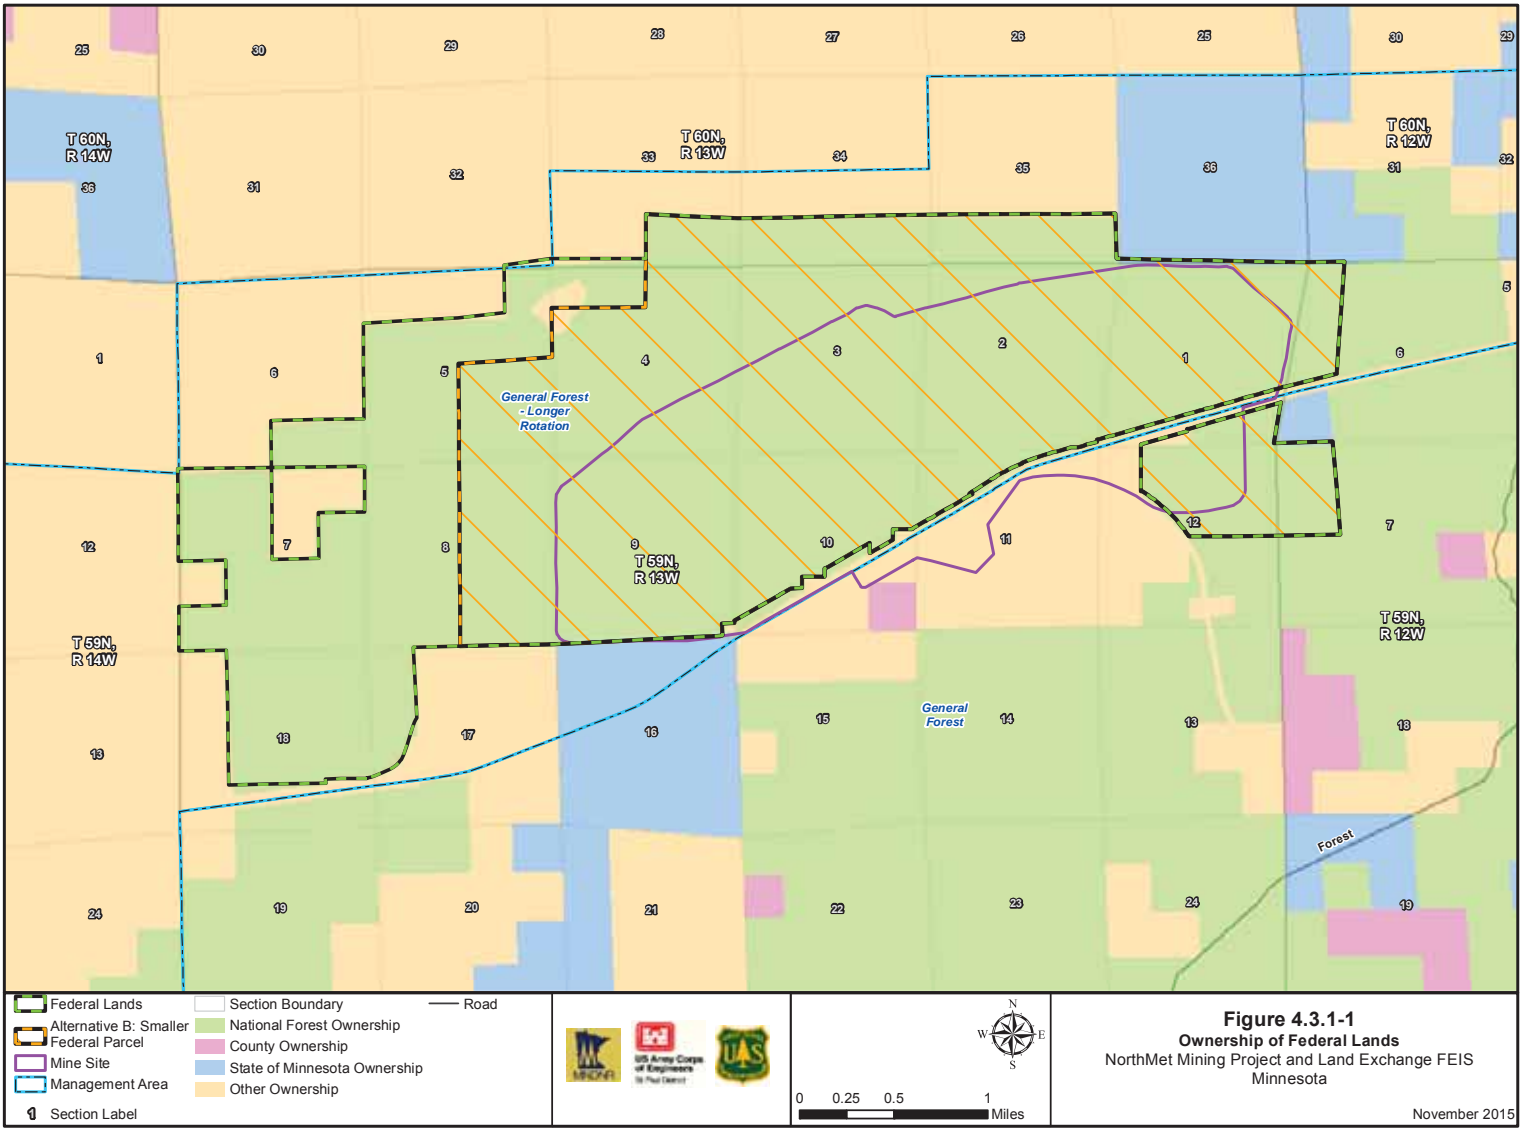 25
30
29
28
27
26
25
30
29
T 60N,
R 14W
36
31
32
33
T 60N,
R 13W
34
35
36
T 60N,
R 12W
31
32
1
6
5
4
3
2
1
6
5
General Forest
- Longer
Rotation
12
7
8
9
T 59N,
R 13W
10
11
12
7
T 59N,
R 14W
T 59N,
R 12W
13
18
17
16
15
General
Forest
14
13
18
Forest
24
19
20
21
22
23
24
19
Federal Lands
Alternative B: Smaller
Federal Parcel
Mine Site
Management Area
1 Section Label
Section Boundary
National Forest Ownership
County Ownership
State of Minnesota Ownership
Other Ownership
Road
MNDNR
US Army Corps
of Engineers
St Paul District
UAS
N
W E
S
0 0.25 0.5 1
Miles
Figure 4.3.1-1
Ownership of Federal Lands
NorthMet Mining Project and Land Exchange FEIS
Minnesota
November 2015